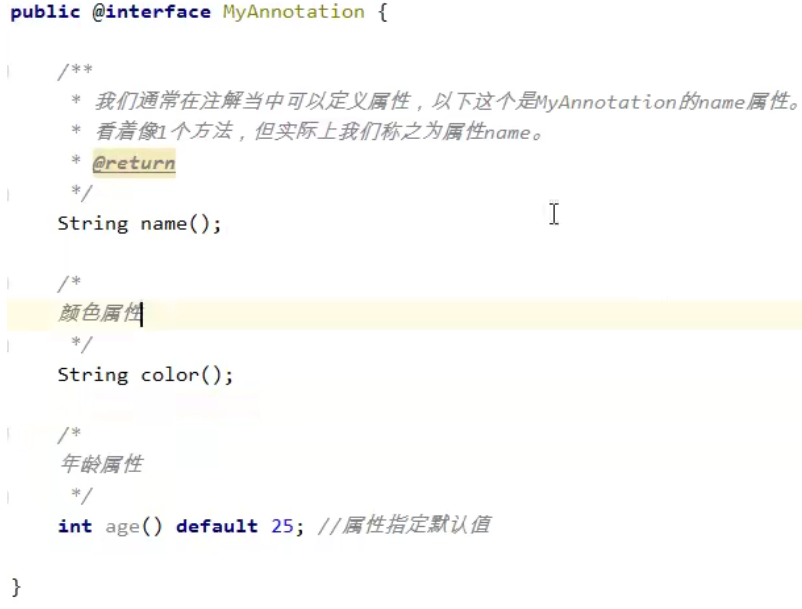 public @interface MyAnnotation {
/**
* 我们通常在注解当中可以定义属性，以下这个是MyAnnotation的name属性。
* 看着像1个方法，但实际上我们称之为属性name。
* @return
*/
String name();
/*
颜色属性
*/
String color();
/*
年龄属性
*/
int age() default 25; //属性指定默认值
}